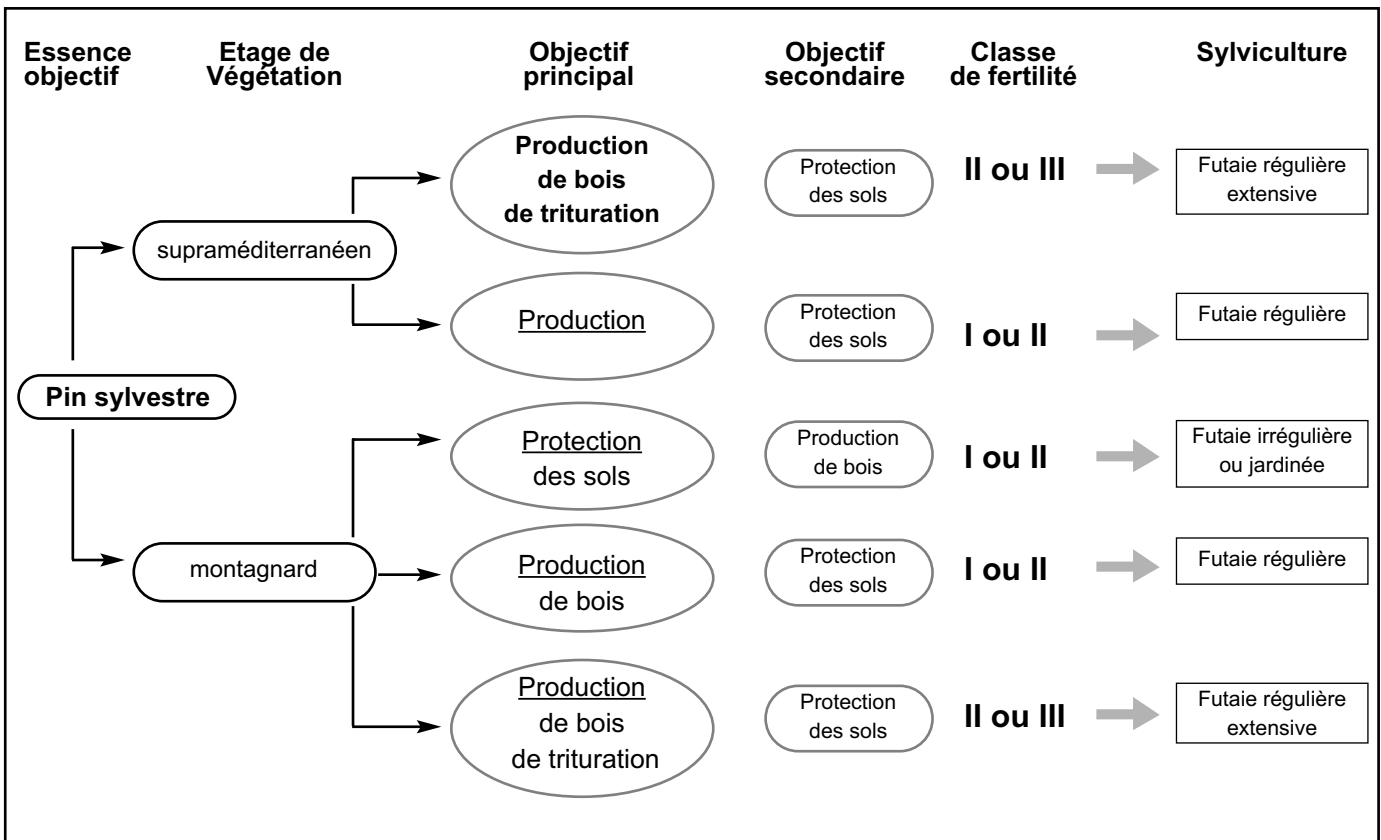 Essence
objectif
Etage de
Végétation
Objectif
principal
Objectif
secondaire
Classe
de fertilité
Sylviculture
Pin sylvestre
supraméditerranéen
Production
de bois
de trituration
Protection
des sols
II ou III
Futaie régulière
extensive
Production
Protection
des sols
I ou II
Futaie régulière
montagnard
Protection
des sols
Production
de bois
I ou II
Futaie irrégulière
ou jardinée
Production
de bois
Protection
des sols
I ou II
Futaie régulière
Production
de bois
de trituration
Protection
des sols
II ou III
Futaie régulière
extensive